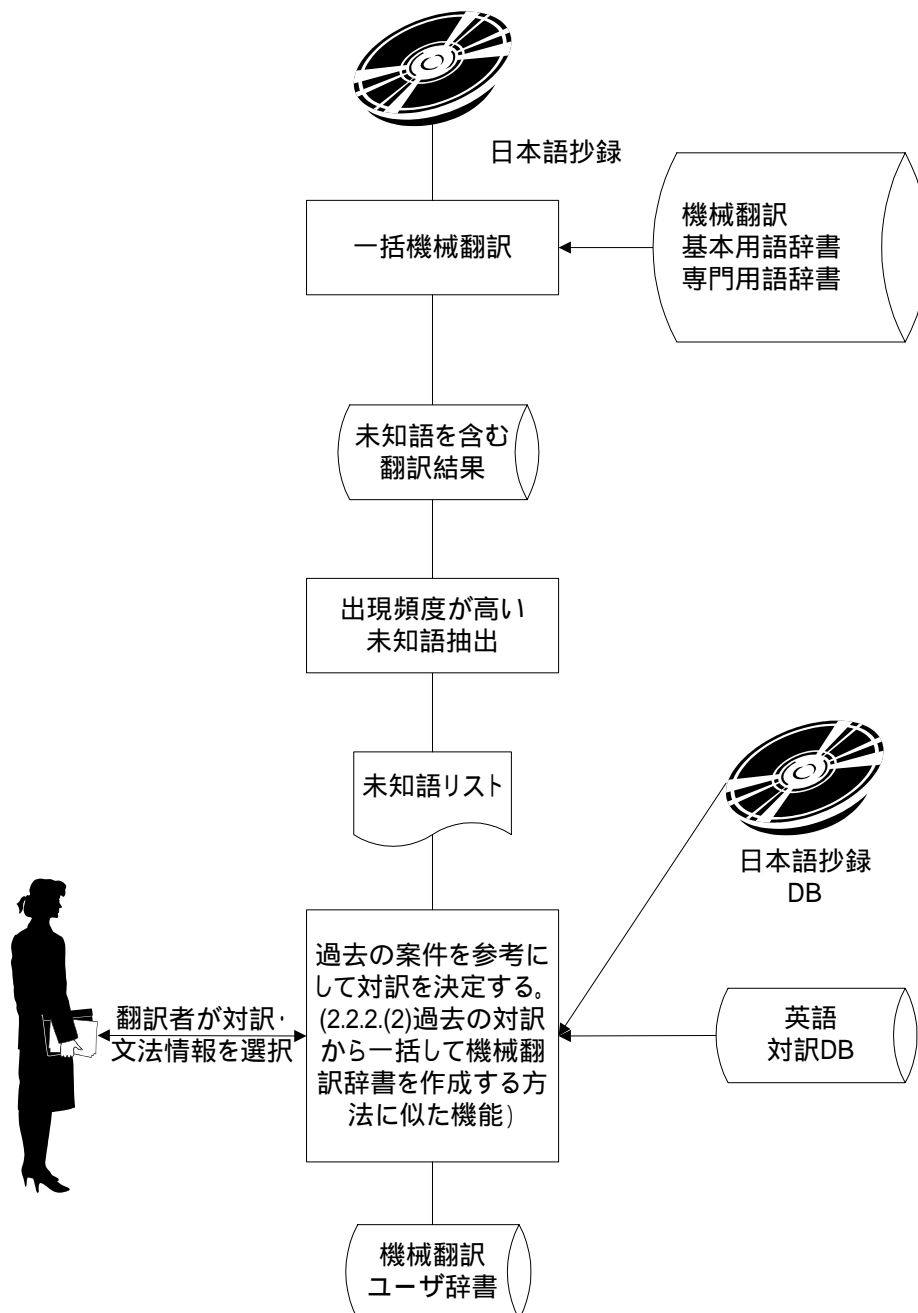 日本語抄録
機械翻訳
基本用語辞書
専門用語辞書
一括機械翻訳
未知語を含む
翻訳結果
出現頻度が高い
未知語抽出
未知語リスト
日本語抄録
DB
過去の案件を参考に
して対訳を決定する。
(2.2.2.(2)過去の対訳
から一括して機械翻
訳辞書を作成する方
法に似た機能)
翻訳者が対訳・
文法情報を選択
英語
対訳DB
機械翻訳
ユーザ辞書